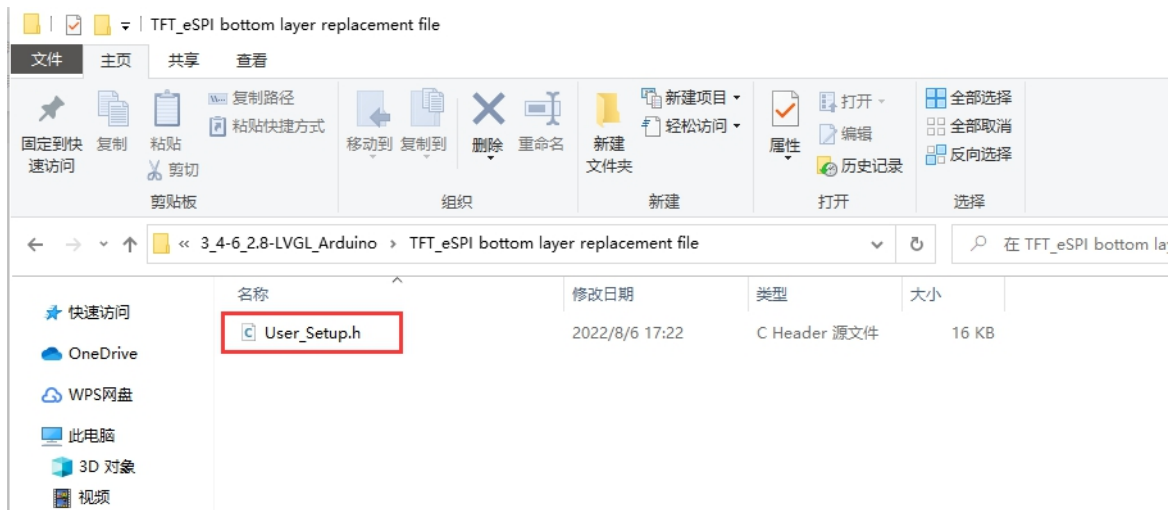 TFT_eSPI bottom layer replacement file
文件 主页 共享 查看
固定到快速访问
复制
粘贴
复制路径
粘贴快捷方式
剪切
剪贴板
移动到
复制到
删除
重命名
组织
新建文件夹
新建项目
轻松访问
新建
属性
打开
编辑
历史记录
打开
全部选择
全部取消
反向选择
选择
« 3_4-6_2.8-LVGL_Arduino › TFT_eSPI bottom layer replacement file
在 TFT_eSPI bottom la
名称 修改日期 类型 大小
User_Setup.h 2022/8/6 17:22 C Header 源文件 16 KB
快速访问
OneDrive
WPS网盘
此电脑
3D 对象
视频